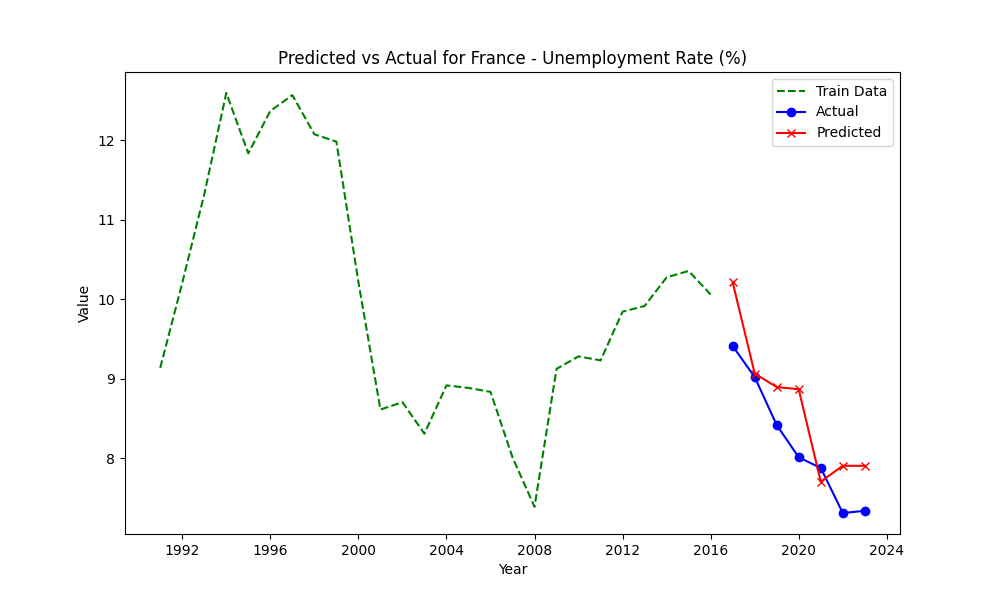 Predicted vs Actual for France - Unemployment Rate (%)
Train Data
Actual
Predicted
Value
12
11
10
9
8
1992 1996 2000 2004 2008 2012 2016 2020 2024
Year